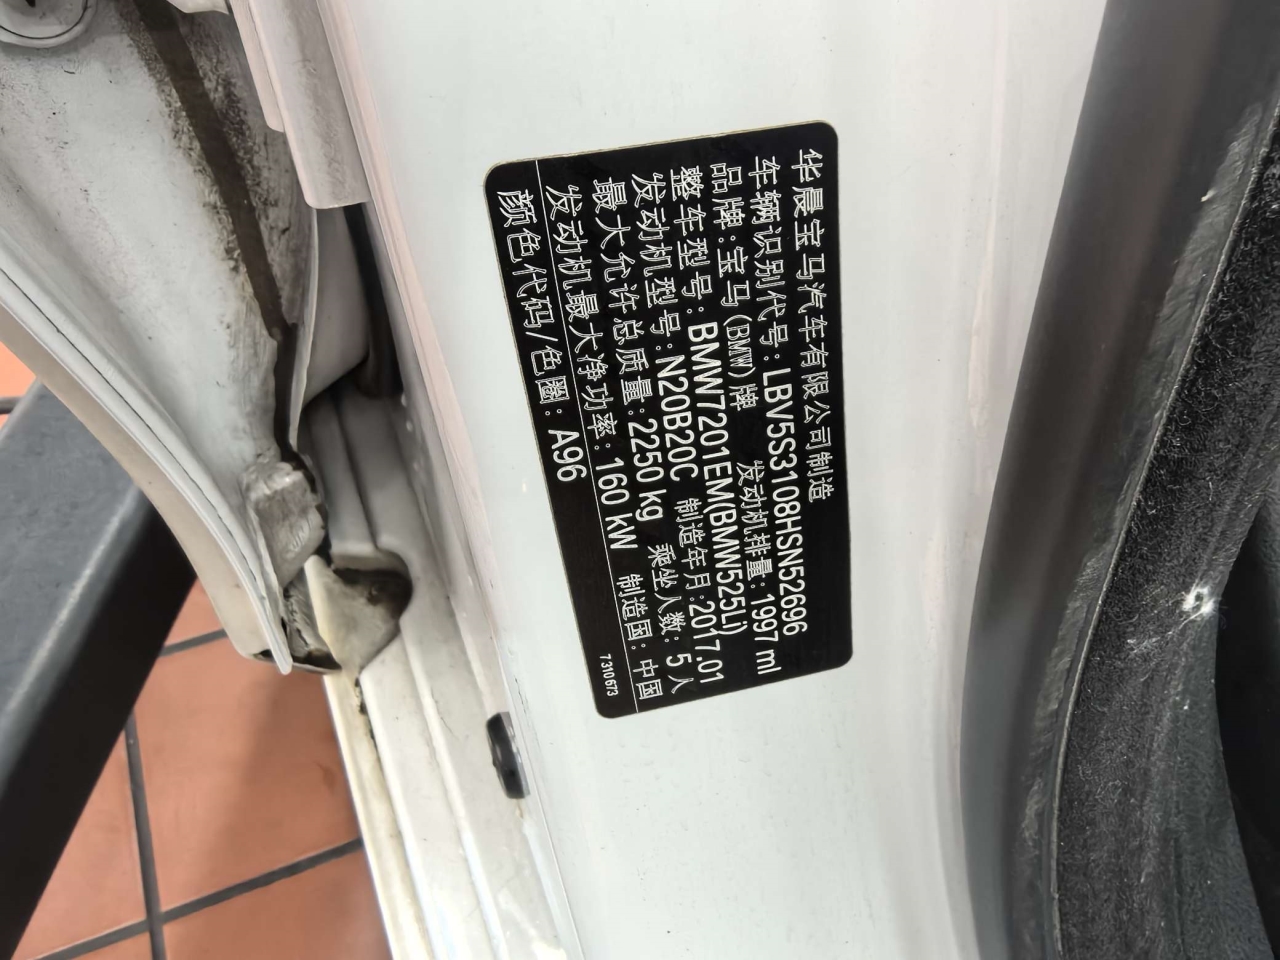 华晨宝马汽车有限公司制造
车辆识别代号：LBV5S3108HSN52696
品牌：宝马（BMW）牌 发动机排量：1997 ml
整车型号：BMW7201EM(BMW525Li)
发动机型号：N20B20C 制造年月：2017.01
最大允许总质量：2250 kg 乘坐人数：5人
发动机最大净功率：160 kW 制造国：中国
颜色代码/色圈：A96
7 310 673